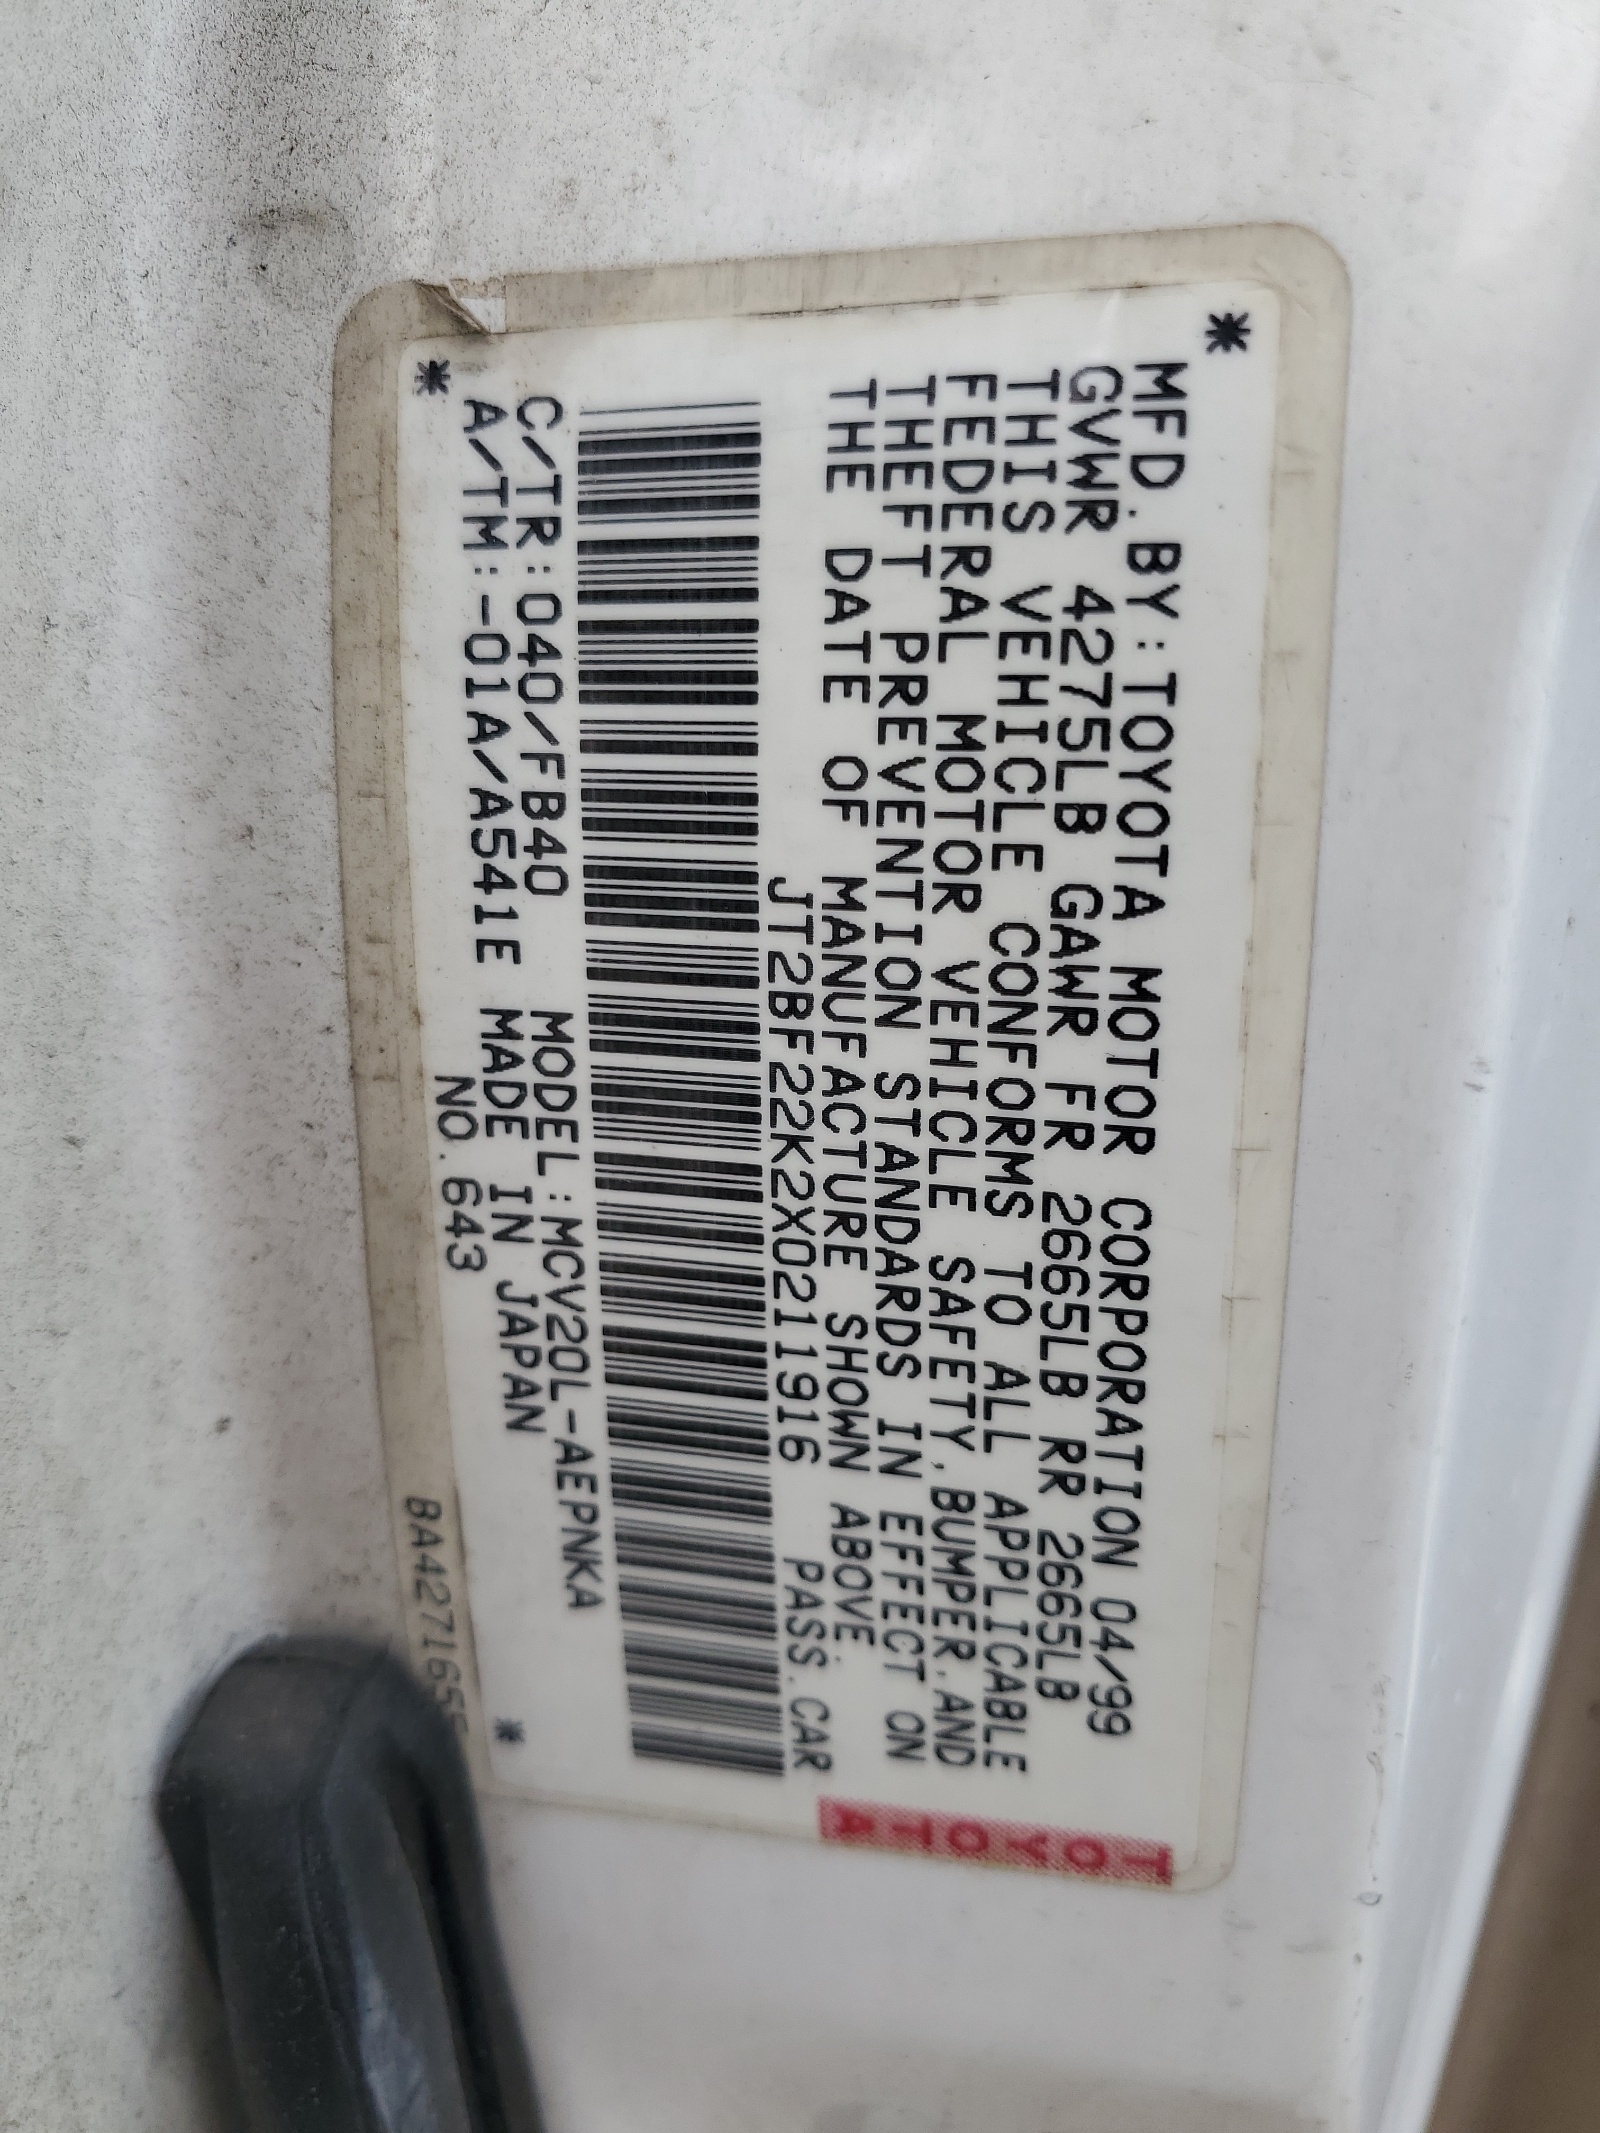 MFD.BY:TOYOTA MOTOR CORPORATION 04/99
GVWR 4275LB GAWR FR 2665LB RR 2665LB
THIS VEHICLE CONFORMS TO ALL APPLICABLE
FEDERAL MOTOR VEHICLE SAFETY,BUMPER,AND
THEFT PREVENTION STANDARDS IN EFFECT ON
THE DATE OF MANUFACTURE SHOWN ABOVE.
JT2BF22K2X0211916 PASS.CAR
C/TR:040/FB40 MODEL:MCV20L-AEPNKA
A/TM:-01A/A541E MADE IN JAPAN
NO.643
TOYOTA